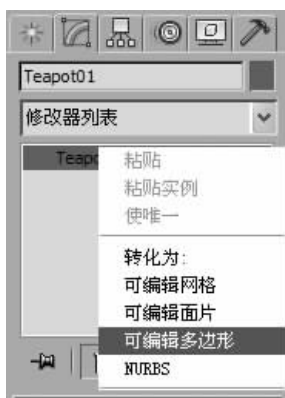 Teapot01
修改器列表
Teapo
粘贴
粘贴实例
使唯一
转化为:
可编辑网格
可编辑面片
可编辑多边形
NURBS